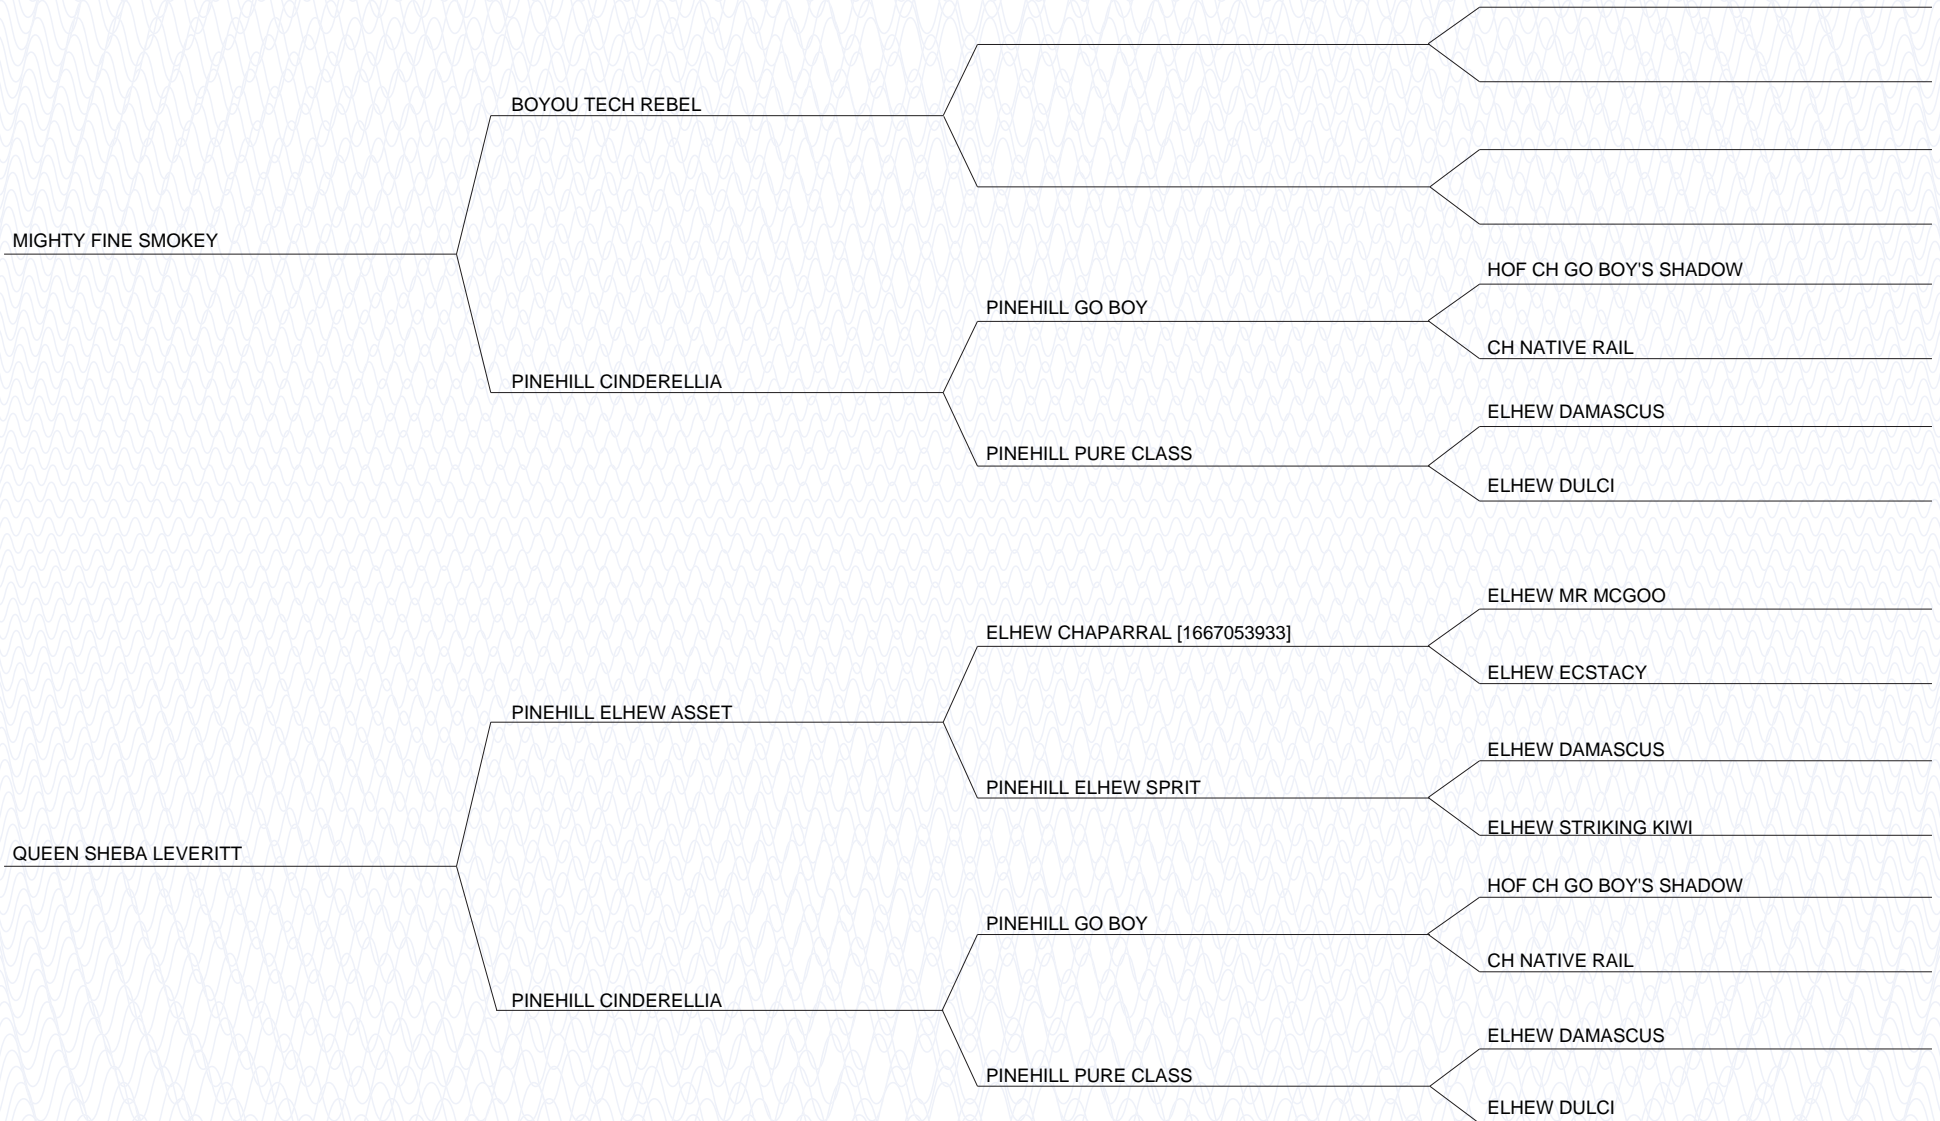 BOYOU TECH REBEL
MIGHTY FINE SMOKEY
HOF CH GO BOY'S SHADOW
PINEHILL GO BOY
CH NATIVE RAIL
PINEHILL CINDERELLIA
ELHEW DAMASCUS
PINEHILL PURE CLASS
ELHEW DULCI
ELHEW MR MCGOO
ELHEW CHAPARRAL [1667053933]
ELHEW ECSTACY
PINEHILL ELHEW ASSET
ELHEW DAMASCUS
PINEHILL ELHEW SPRIT
ELHEW STRIKING KIWI
QUEEN SHEBA LEVERITT
HOF CH GO BOY'S SHADOW
PINEHILL GO BOY
CH NATIVE RAIL
PINEHILL CINDERELLIA
ELHEW DAMASCUS
PINEHILL PURE CLASS
ELHEW DULCI